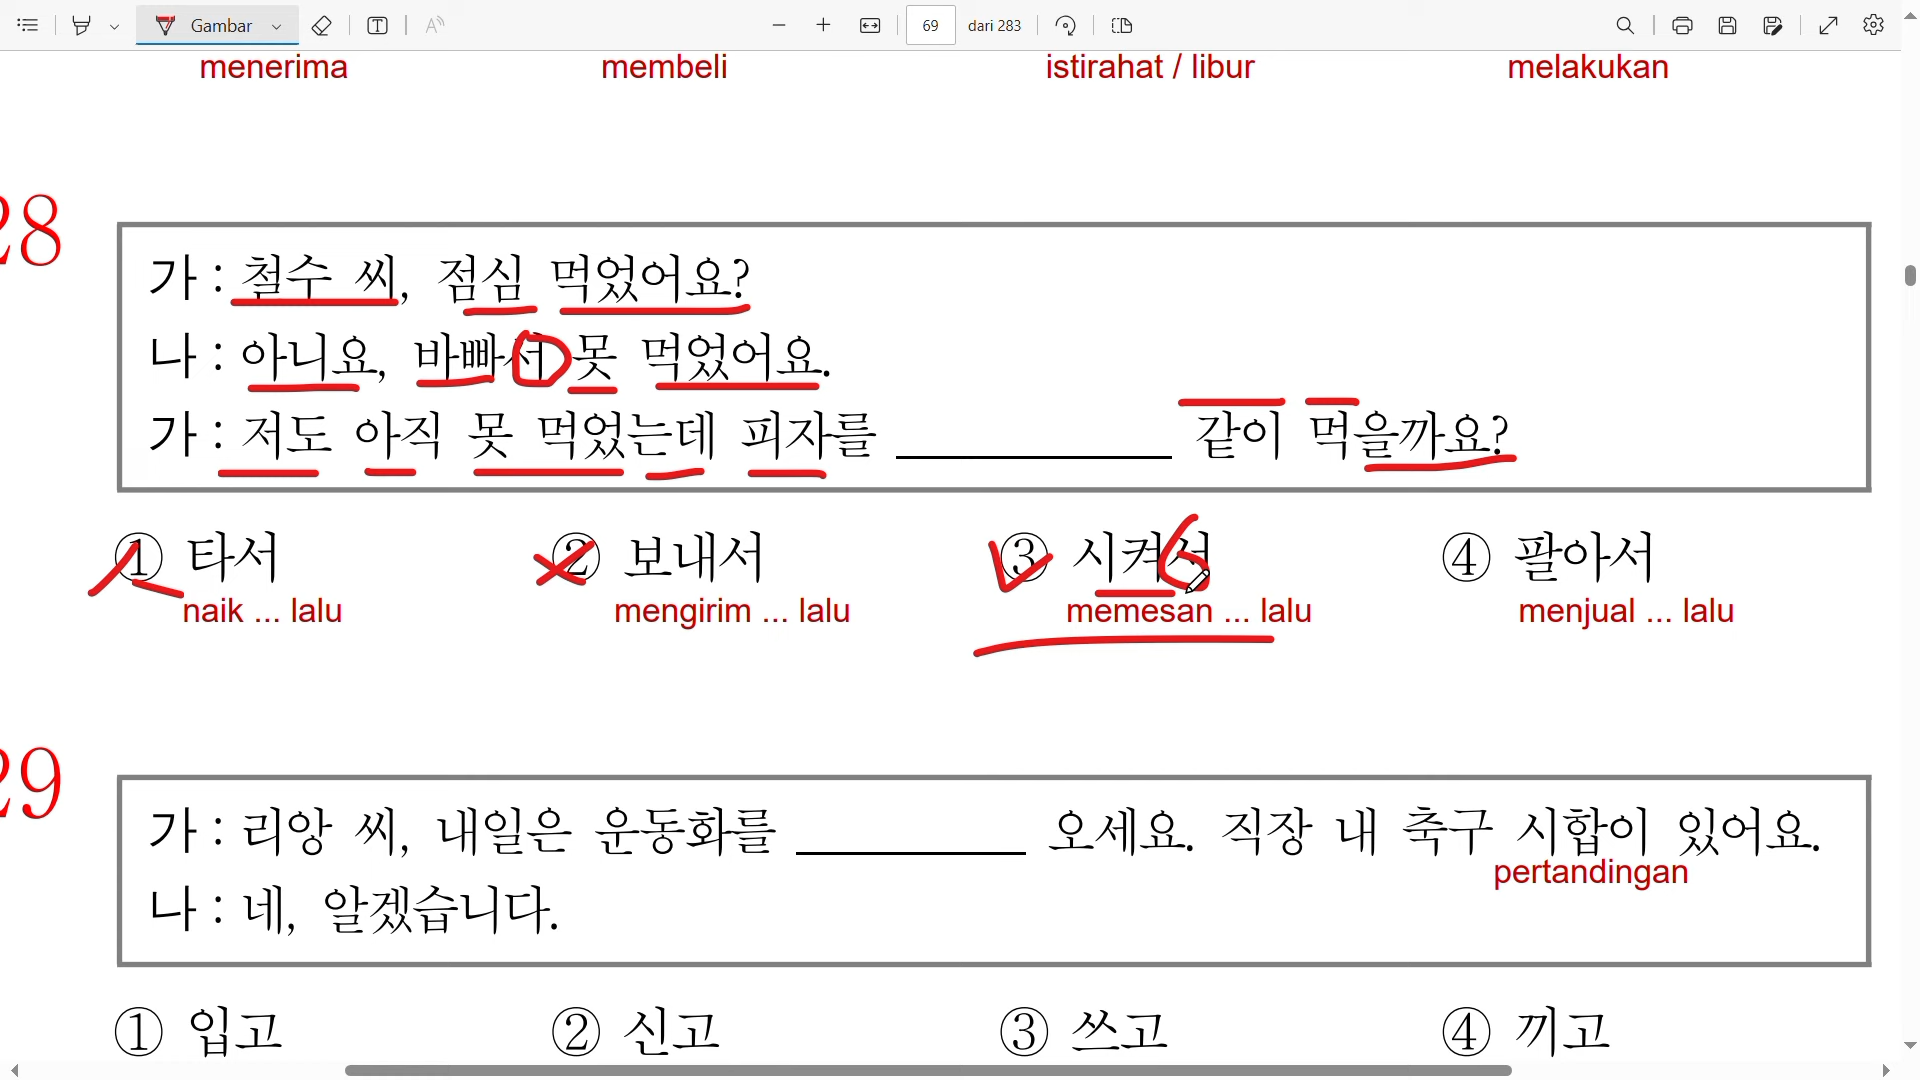 Gambar 69 dari 283
menerima membeli istirahat / libur melakukan
28
가 : 철수 씨, 점심 먹었어요?
나 : 아니요, 바빠서 못 먹었어요.
가 : 저도 아직 못 먹었는데 피자를 ____________ 같이 먹을까요?
① 타서 ② 보내서 ③ 시켜서 ④ 팔아서
naik ... lalu mengirim ... lalu memesan ... lalu menjual ... lalu
29
가 : 리앙 씨, 내일은 운동화를 __________ 오세요. 직장 내 축구 시합이 있어요.
pertandingan
나 : 네, 알겠습니다.
① 입고 ② 신고 ③ 쓰고 ④ 끼고